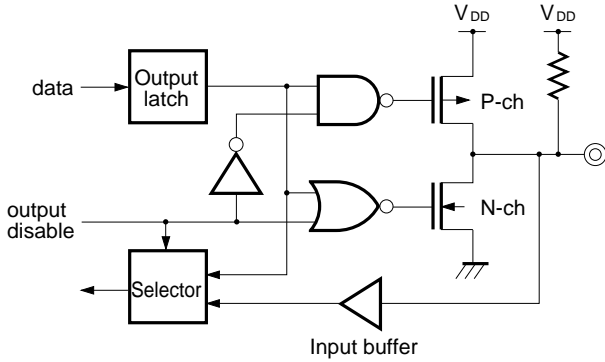 VDD
VDD
data
Output
latch
P-ch
output
disable
N-ch
Selector
Input buffer